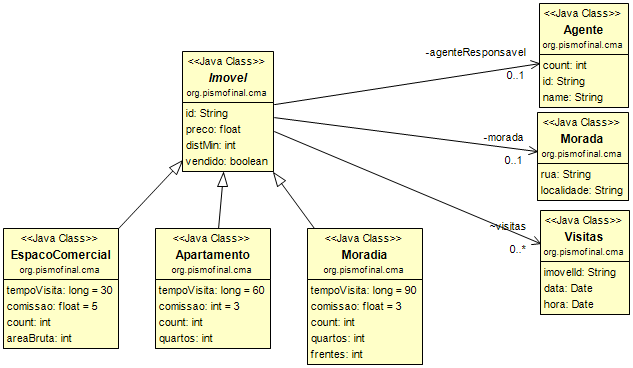 <<Java Class>>
Agente
org.pismofinal.cma
count: int
id: String
name: String
-agenteResponsavel
0..1
<<Java Class>>
Imovel
org.pismofinal.cma
id: String
preco: float
distMin: int
vendido: boolean
-morada
0..1
<<Java Class>>
Morada
org.pismofinal.cma
rua: String
localidade: String
~visitas
0..*
<<Java Class>>
Visitas
org.pismofinal.cma
imovelId: String
data: Date
hora: Date
<<Java Class>>
EspacoComercial
org.pismofinal.cma
tempoVisita: long = 30
comissao: float = 5
count: int
areaBruta: int
<<Java Class>>
Apartamento
org.pismofinal.cma
tempoVisita: long = 60
comissao: int = 3
count: int
quartos: int
<<Java Class>>
Moradia
org.pismofinal.cma
tempoVisita: long = 90
comissao: float = 3
count: int
quartos: int
frentes: int